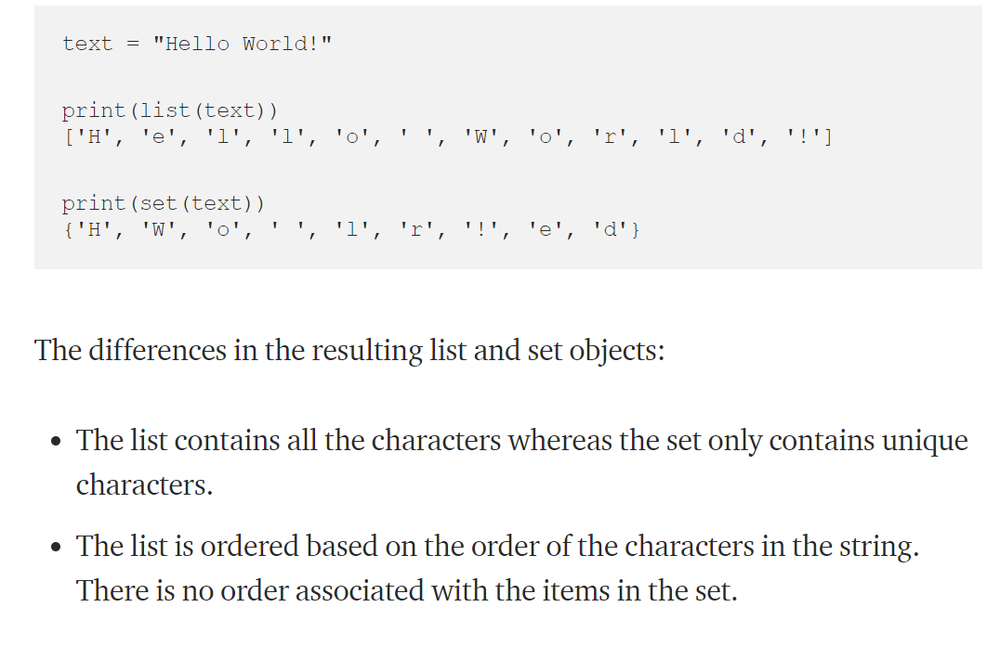 text = "Hello World!"
print(list(text))
['H', 'e', 'l', 'l', 'o', ' ', 'W', 'o', 'r', 'l', 'd', '!']
print(set(text))
{'H', 'W', 'o', ' ', 'l', 'r', '!', 'e', 'd'}
The differences in the resulting list and set objects:
• The list contains all the characters whereas the set only contains unique
characters.
• The list is ordered based on the order of the characters in the string.
There is no order associated with the items in the set.